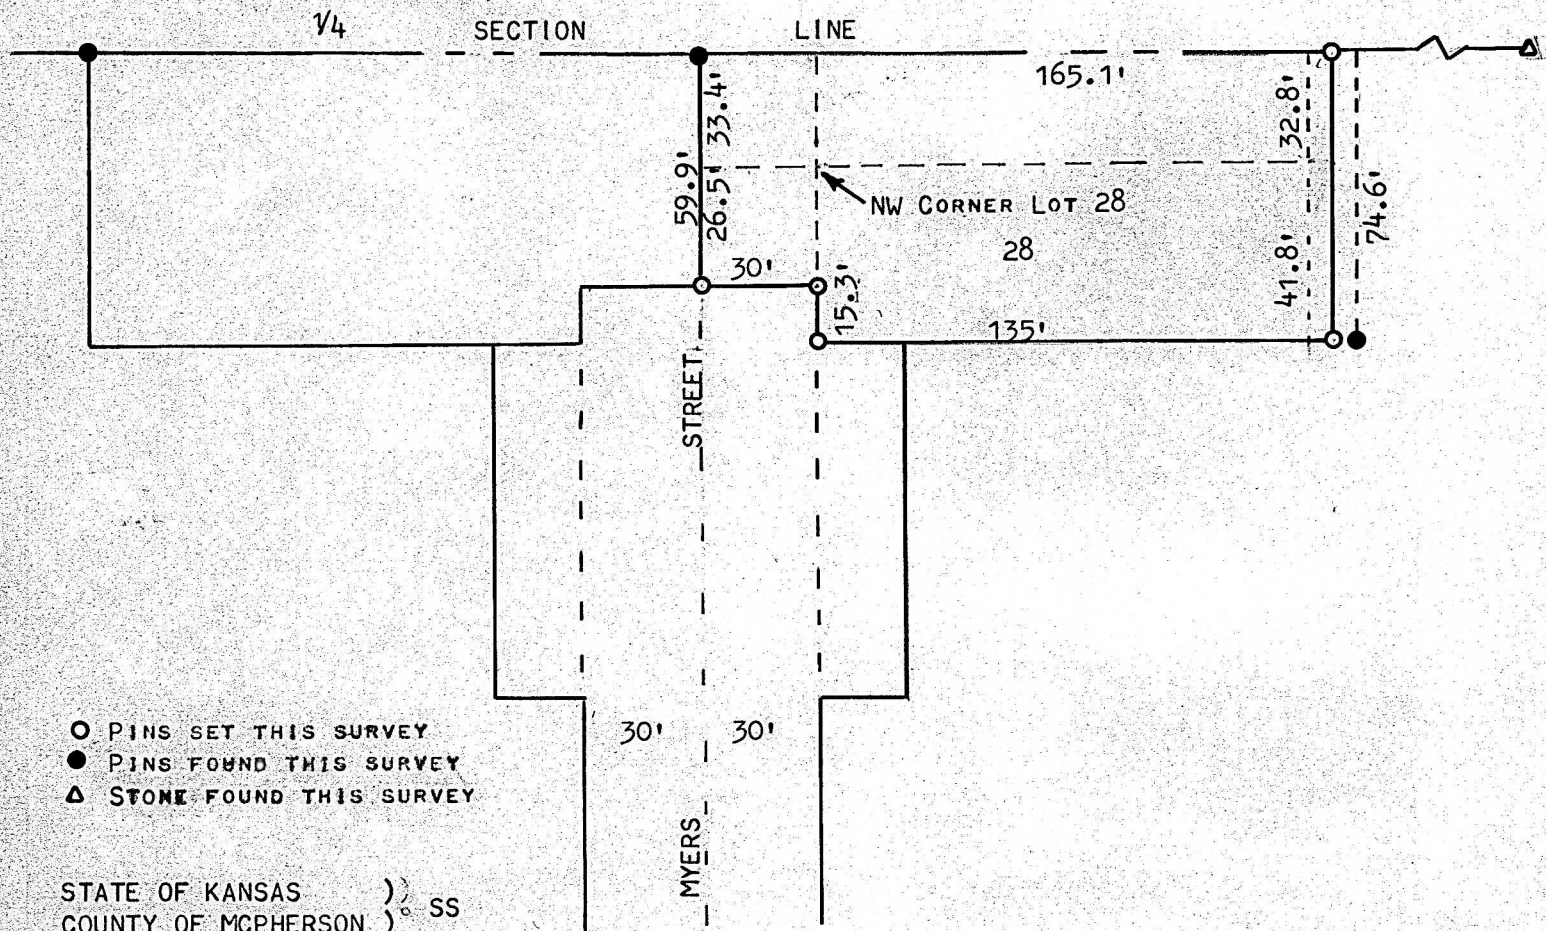 1/4 SECTION LINE
165.1'
33.4'
59.9'
26.5'
32.8'
74.6'
41.8'
NW CORNER LOT 28
28
30'
15.3'
135'
STREET
30' 30'
MYERS
PINS SET THIS SURVEY
PINS FOUND THIS SURVEY
STONE FOUND THIS SURVEY
STATE OF KANSAS )
COUNTY OF MCPHERSON ) SS